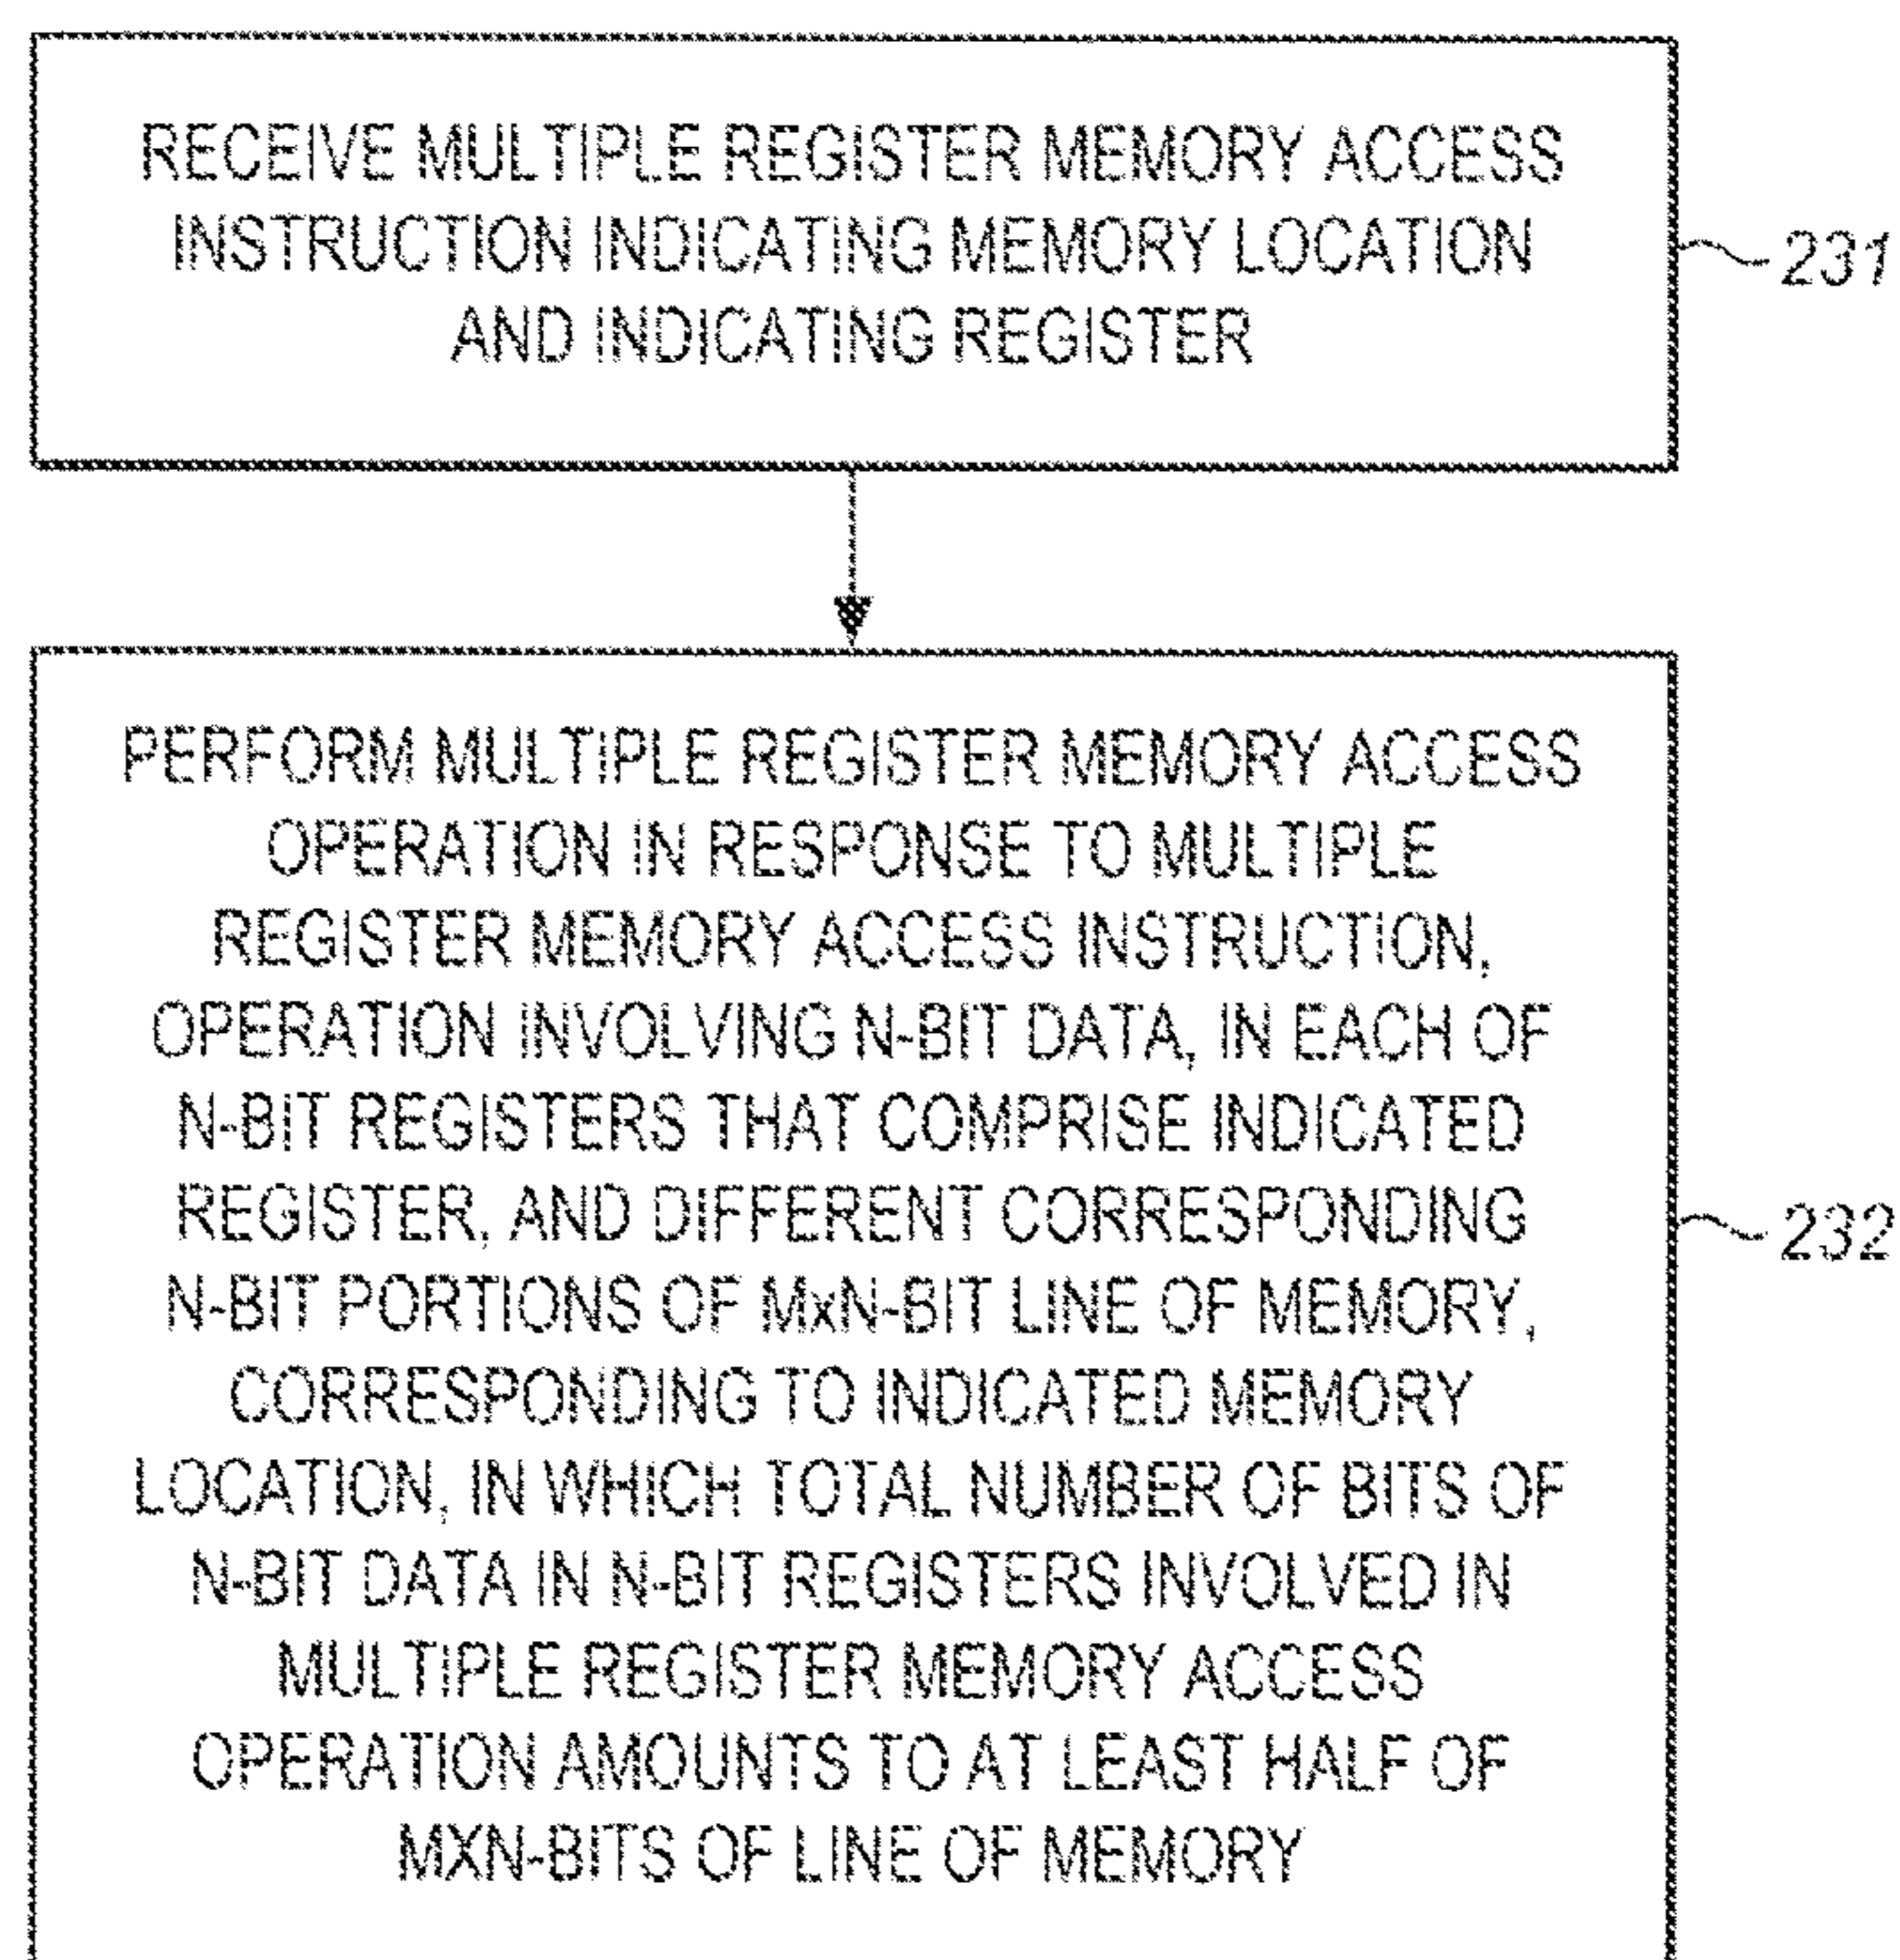 RECEIVE MULTIPLE REGISTER MEMORY ACCESS
INSTRUCTION INDICATING MEMORY LOCATION
AND INDICATING REGISTER
231
PERFORM MULTIPLE REGISTER MEMORY ACCESS
OPERATION IN RESPONSE TO MULTIPLE
REGISTER MEMORY ACCESS INSTRUCTION,
OPERATION INVOLVING N-BIT DATA, IN EACH OF
N-BIT REGISTERS THAT COMPRISE INDICATED
REGISTER, AND DIFFERENT CORRESPONDING
N-BIT PORTIONS OF MxN-BIT LINE OF MEMORY,
CORRESPONDING TO INDICATED MEMORY
LOCATION, IN WHICH TOTAL NUMBER OF BITS OF
N-BIT DATA IN N-BIT REGISTERS INVOLVED IN
MULTIPLE REGISTER MEMORY ACCESS
OPERATION AMOUNTS TO AT LEAST HALF OF
MXN-BITS OF LINE OF MEMORY
232